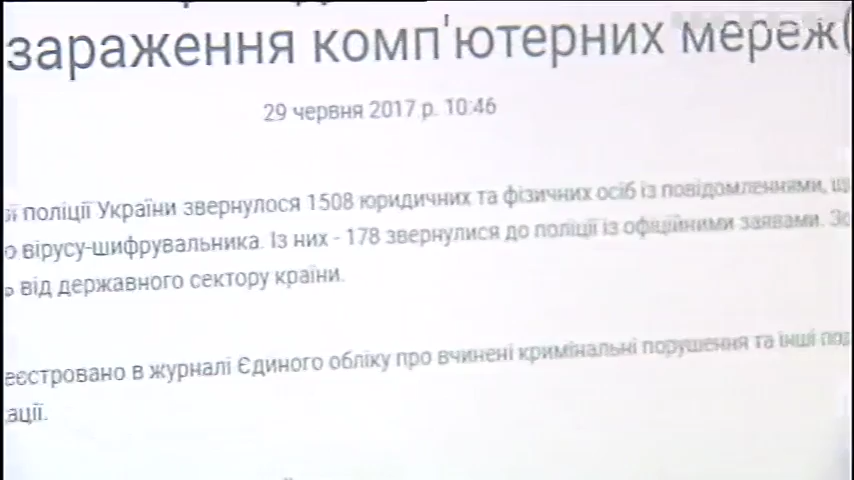 зараження комп'ютерних мереж(
29 червня 2017 р. 10:46
ї поліції України звернулося 1508 юридичних та фізичних осіб із повідомленнями, щ
о вірусу-шифрувальника. Із них - 178 звернулися до поліції із офіційними заявами. Зо
ь від державного сектору країни.
еєстровано в журналі Єдиного обліку про вчинені кримінальні порушення та інші под
ації.